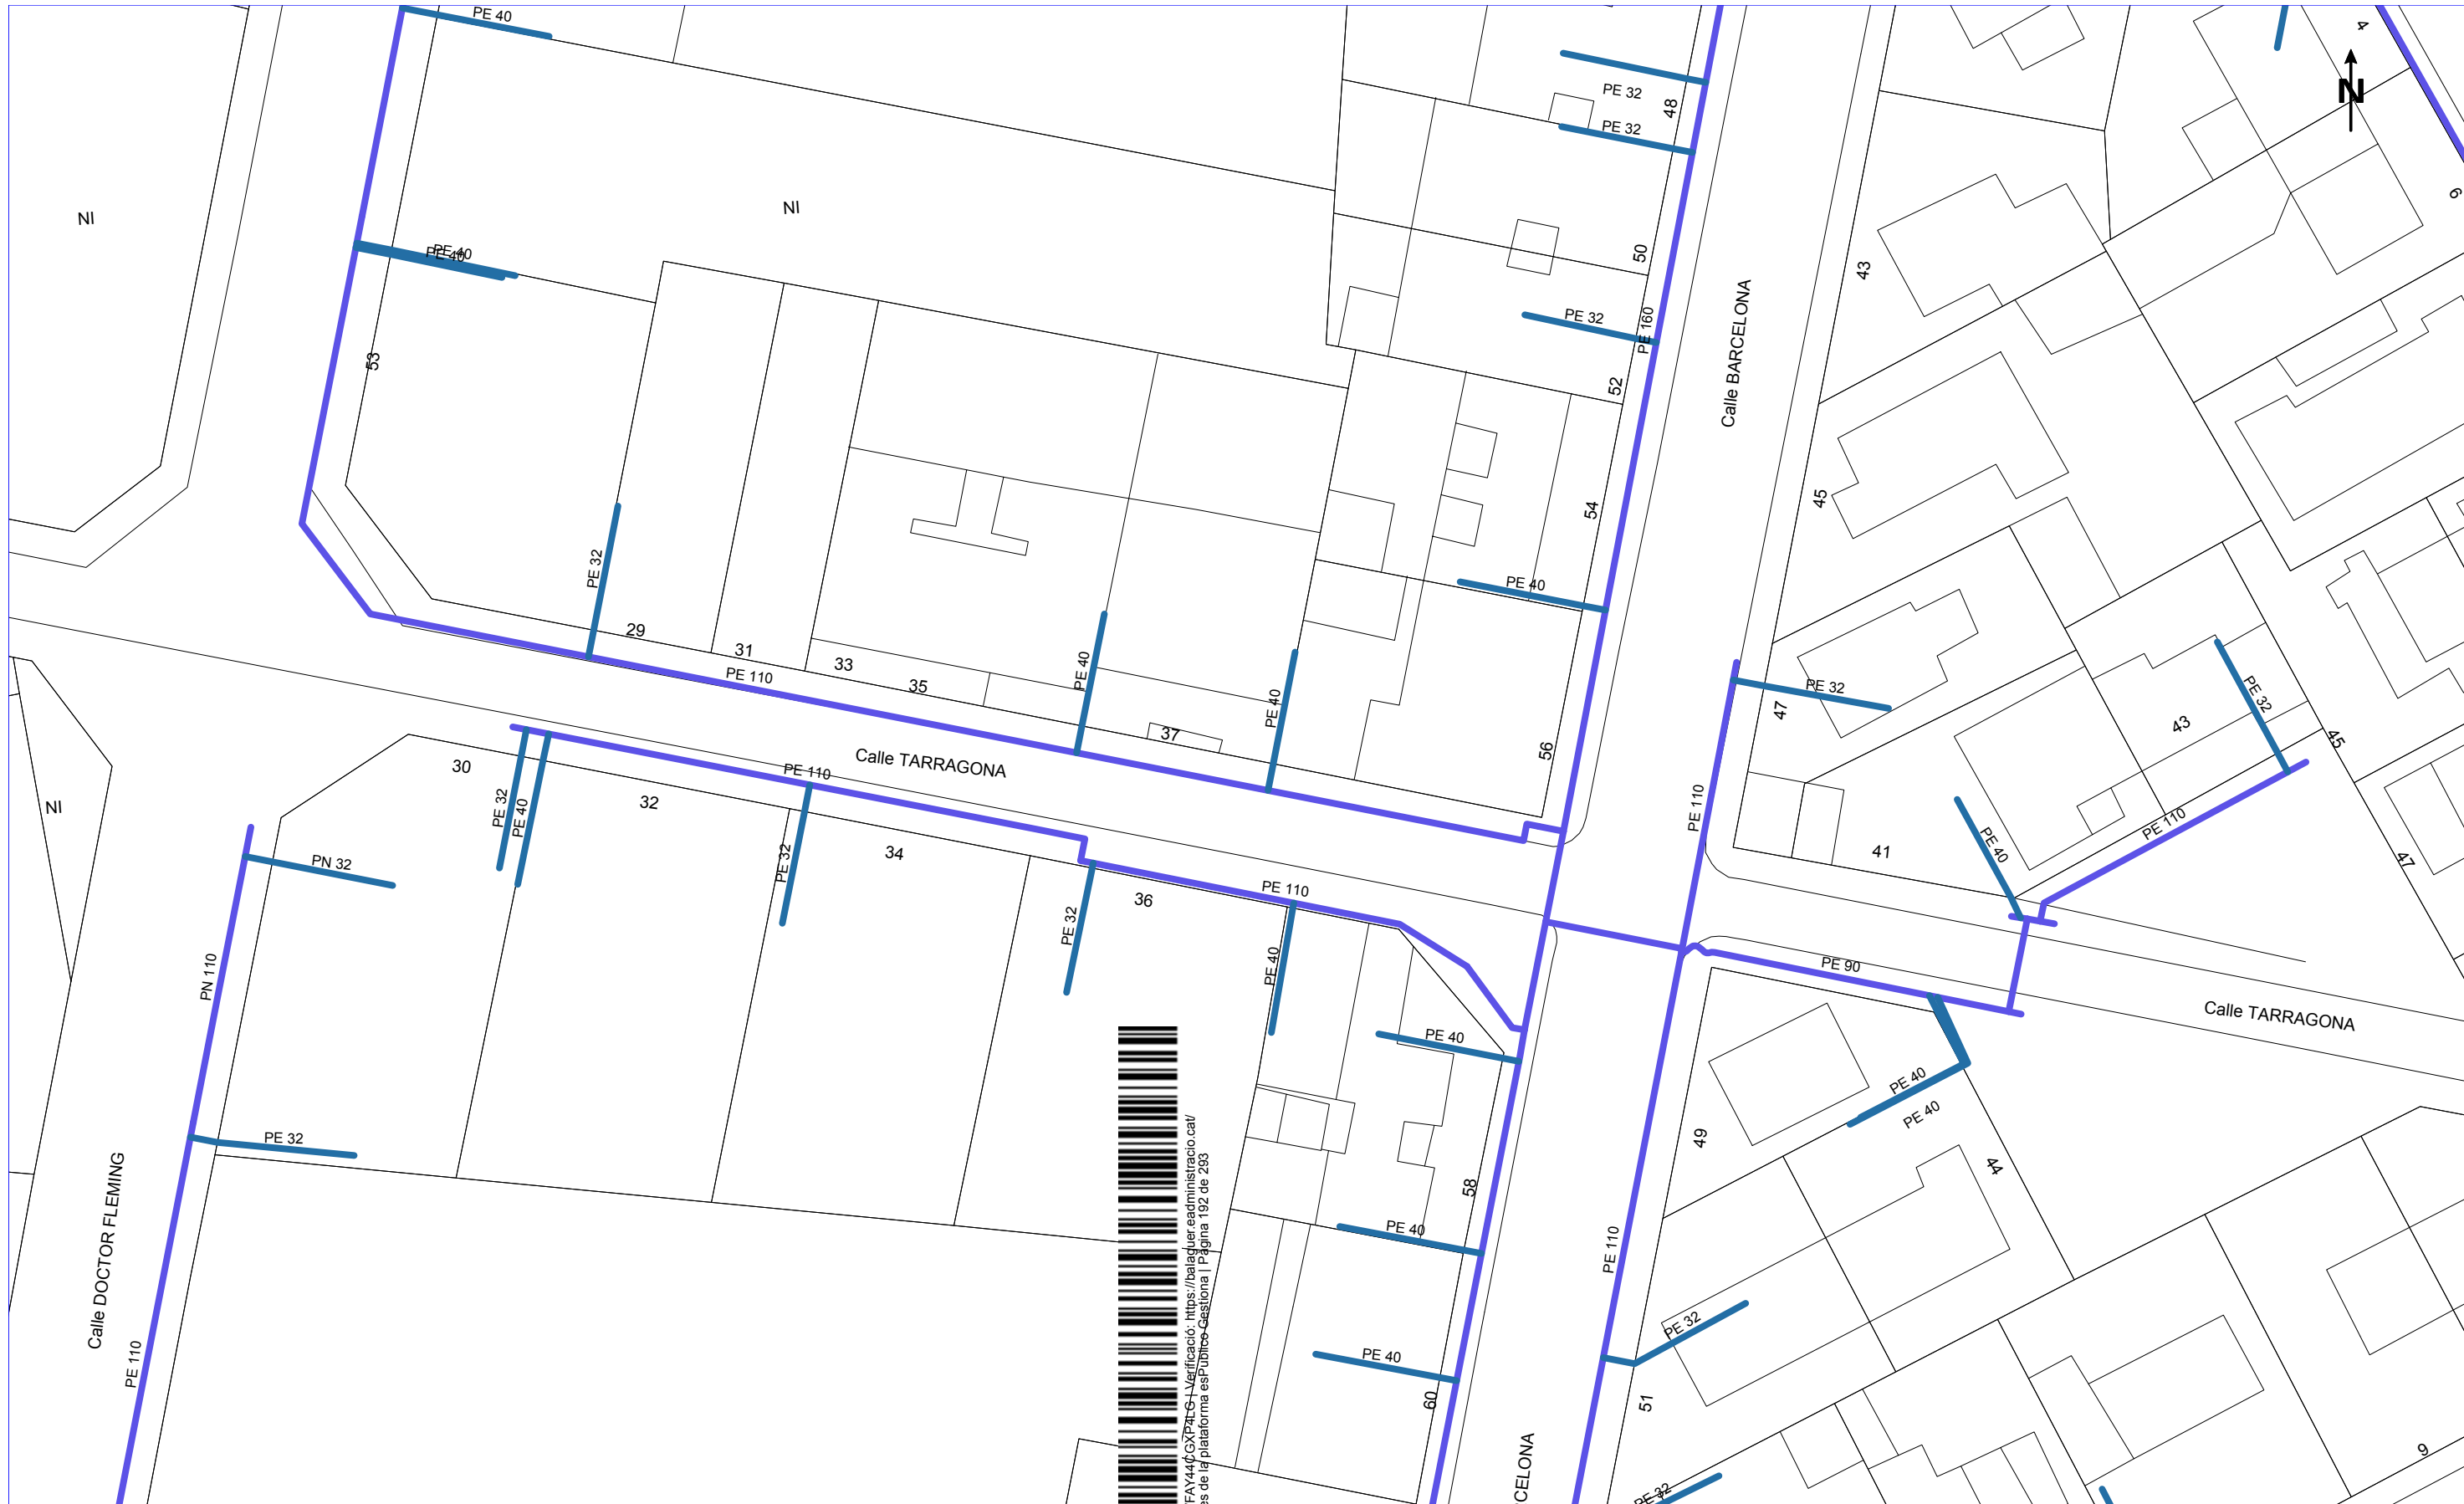 PE 40
4
N
PE 32
48
PE 32
6
NI
NI
PE 40
PE 40
50
43
PE 32
PE 160
Calle BARCELONA
53
52
45
54
PE 32
PE 40
29
31
33
35
PE 110
PE 40
PE 40
37
56
PE 32
47
PE 32
43
45
Calle TARRAGONA
30
PE 110
32
PE 32
PE 40
NI
PE 110
PE 110
PE 40
41
47
34
PE 32
PN 32
36
PE 110
PE 32
PE 40
PN 110
PE 90
Calle TARRAGONA
PE 40
PE 40
PE 40
49
44
PE 32
58
Calle DOCTOR FLEMING
PE 40
PE 110
PE 32
PE 110
PE 40
60
51
FAY44CGXP4LG | Verificació: https://balaguer.eadministracio.cat/
es de la plataforma esPublico Gestiona | Pàgina 192 de 293
CELONA
9
PE 32